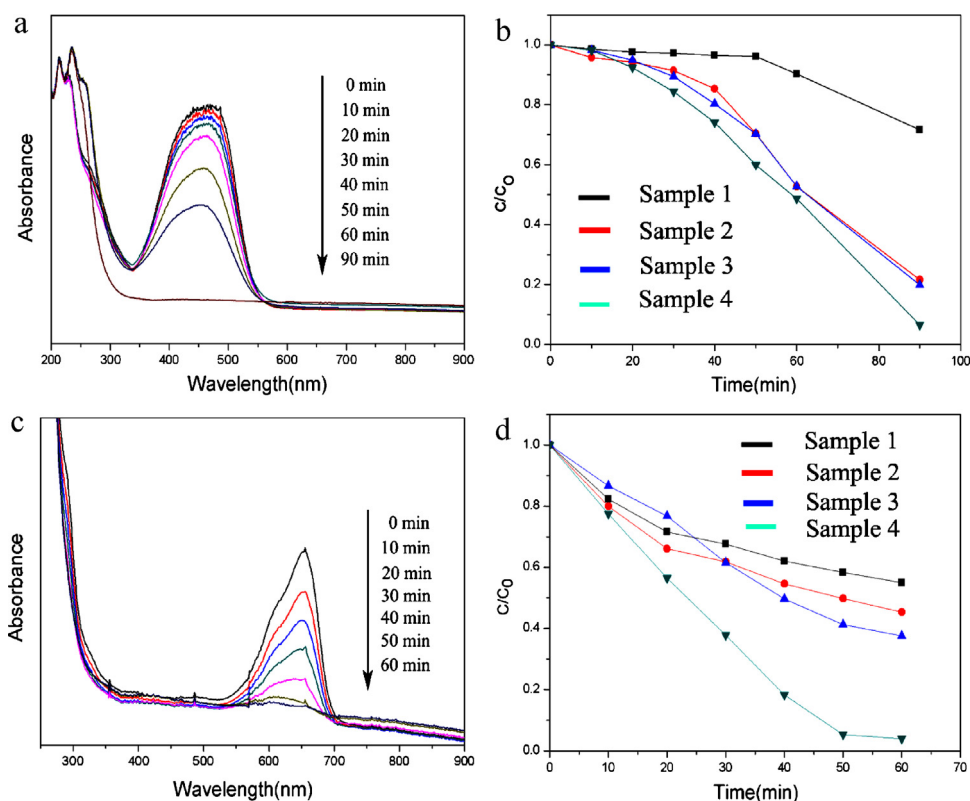 a
Absorbance
0 min
10 min
20 min
30 min
40 min
50 min
60 min
90 min
200 300 400 500 600 700 800 900
Wavelength(nm)
b
c/c0
1.0
0.8
0.6
0.4
0.2
0.0
Sample 1
Sample 2
Sample 3
Sample 4
0 20 40 60 80 100
Time(min)
c
Absorbance
0 min
10 min
20 min
30 min
40 min
50 min
60 min
300 400 500 600 700 800 900
Wavelength(nm)
d
c/c0
1.0
0.8
0.6
0.4
0.2
0.0
Sample 1
Sample 2
Sample 3
Sample 4
0 10 20 30 40 50 60 70
Time(min)